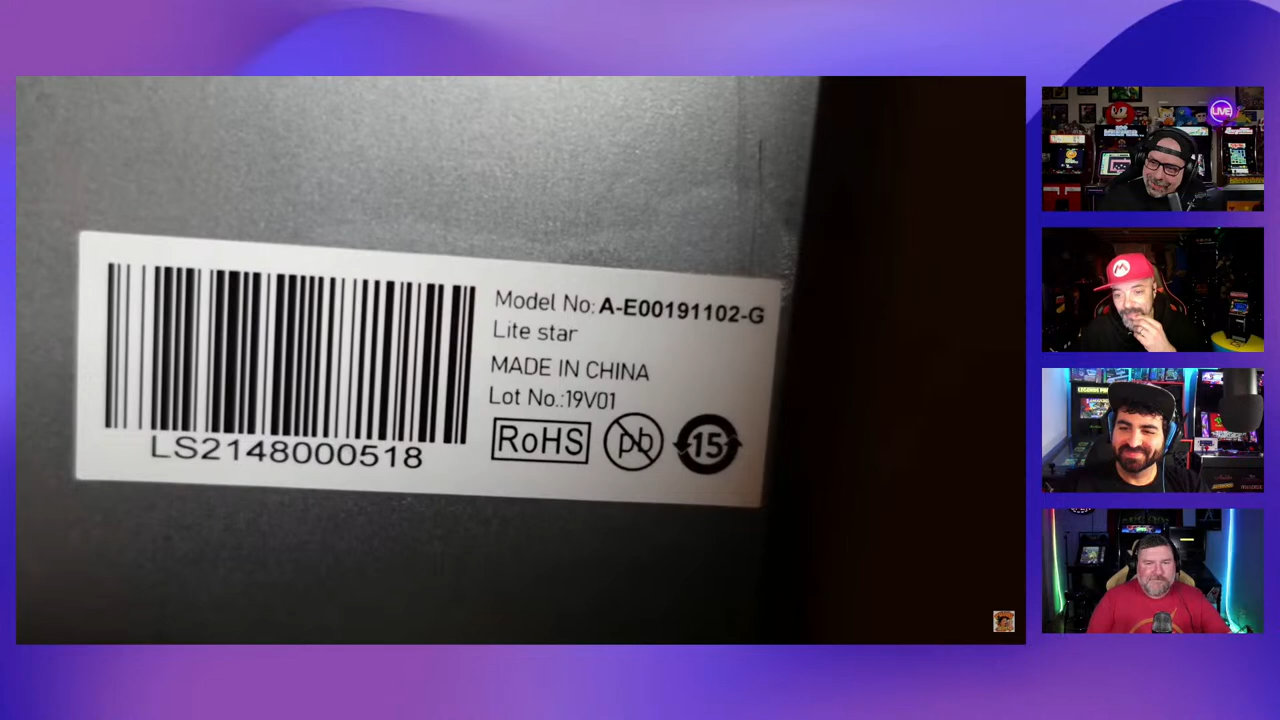 Model No: A-E00191102-G
Lite star
MADE IN CHINA
Lot No.:19V01
RoHS
pb
15
LS2148000518
LIVE
M